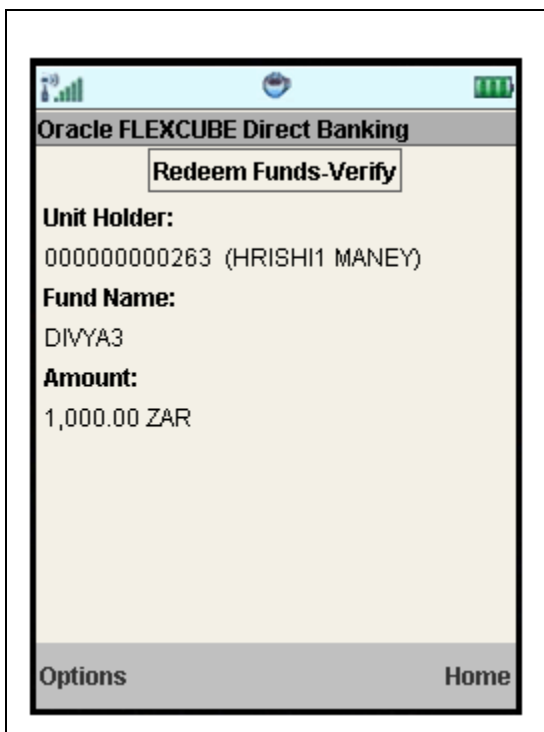 Oracle FLEXCUBE Direct Banking
Redeem Funds-Verify
Unit Holder:
000000000263 (HRISHI1 MANEY)
Fund Name:
DIVYA3
Amount:
1,000.00 ZAR
Options Home